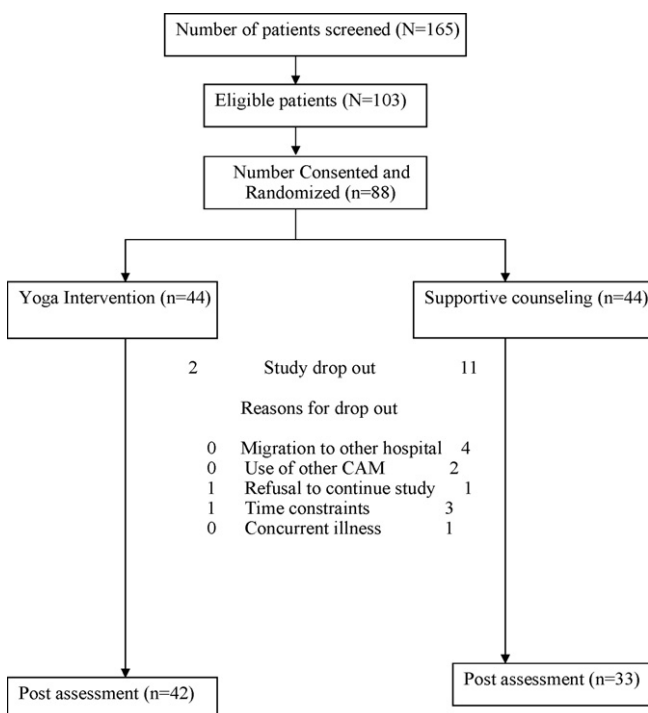 Number of patients screened (N=165)
Eligible patients (N=103)
Number Consented and
Randomized (n=88)
Yoga Intervention (n=44)
Supportive counseling (n=44)
2 Study drop out 11
Reasons for drop out
0 Migration to other hospital 4
0 Use of other CAM 2
1 Refusal to continue study 1
1 Time constraints 3
0 Concurrent illness 1
Post assessment (n=42)
Post assessment (n=33)